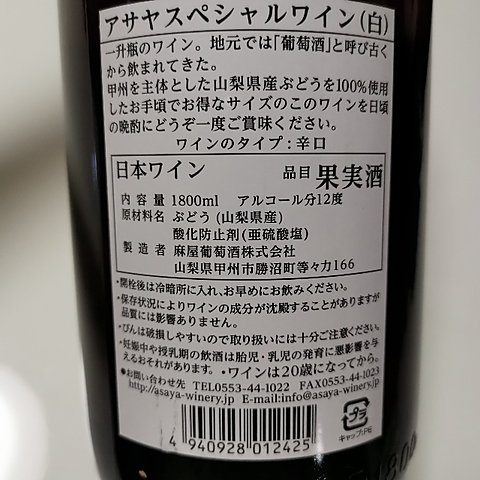 アサヤスペシャルワイン(白)
一升瓶のワイン。地元では「葡萄酒」と呼び古く
から飲まれてきた。
甲州を主体とした山梨県産ぶどうを100%使用
したお手頃でお得なサイズのこのワインを日頃
の晩酌にどうぞ一度ご賞味ください。
ワインのタイプ:辛口
日本ワイン 品目 果実酒
内容量 1800ml アルコール分12度
原材料名 ぶどう(山梨県産)
酸化防止剤(亜硫酸塩)
製造者 麻屋葡萄酒株式会社
山梨県甲州市勝沼町等々力166
・開栓後は冷暗所に入れ、お早めにお飲みください。
・保存状況によりワインの成分が沈殿することがありますが
品質には影響ありません。
・びんは破損しやすいので取り扱いには十分ご注意ください。
・妊娠中や授乳期の飲酒は胎児・乳児の発育に悪影響を与
えるおそれがあります。・ワインは20歳になってから。
●お問い合わせ先 TEL0553-44-1022 FAX0553-44-1023
http://asaya-winery.jp E-mail:info@asaya-winery.jp
4 940928 012425
プラ
キャップ:PE